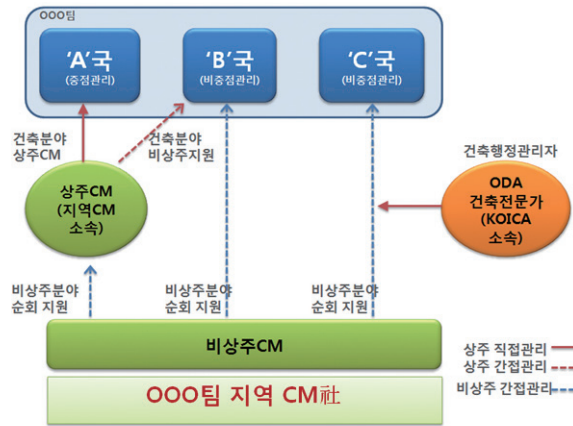 OOO팀
'A'국
(중점관리)
'B'국
(비중점관리)
'C'국
(비중점관리)
건축분야
상주CM
건축분야
비상주지원
건축행정관리자
상주CM
(지역CM
소속)
ODA
건축전문가
(KOICA
소속)
비상주분야
순회 지원
비상주분야
순회 지원
비상주분야
순회 지원
비상주CM
OOO팀 지역 CM社
상주 직접관리
상주 간접관리
비상주 간접관리